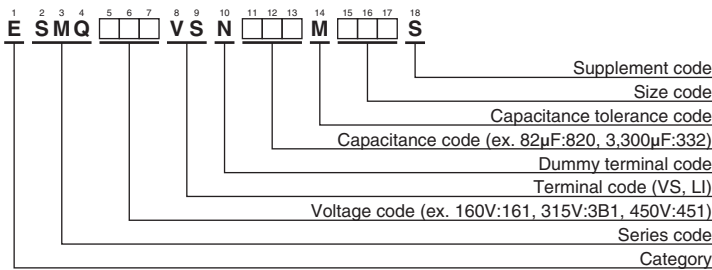 1 2 3 4 5 6 7 8 9 10 11 12 13 14 15 16 17 18
E SMQ □□□ VS N □□□ M □□□ S
Supplement code
Size code
Capacitance tolerance code
Capacitance code (ex. 82μF:820, 3,300μF:332)
Dummy terminal code
Terminal code (VS, LI)
Voltage code (ex. 160V:161, 315V:3B1, 450V:451)
Series code
Category